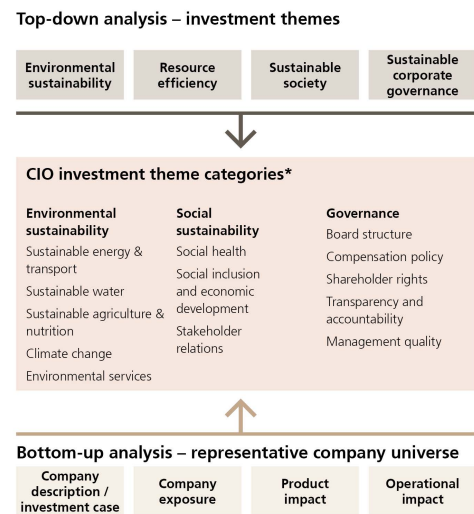 Top-down analysis – investment themes
Environmental
sustainability
Resource
efficiency
Sustainable
society
Sustainable
corporate
governance
CIO investment theme categories*
Environmental
sustainability
Sustainable energy &
transport
Sustainable water
Sustainable agriculture &
nutrition
Climate change
Environmental services
Social
sustainability
Social health
Social inclusion
and economic
development
Stakeholder
relations
Governance
Board structure
Compensation policy
Shareholder rights
Transparency and
accountability
Management quality
Bottom-up analysis – representative company universe
Company
description /
investment case
Company
exposure
Product
impact
Operational
impact